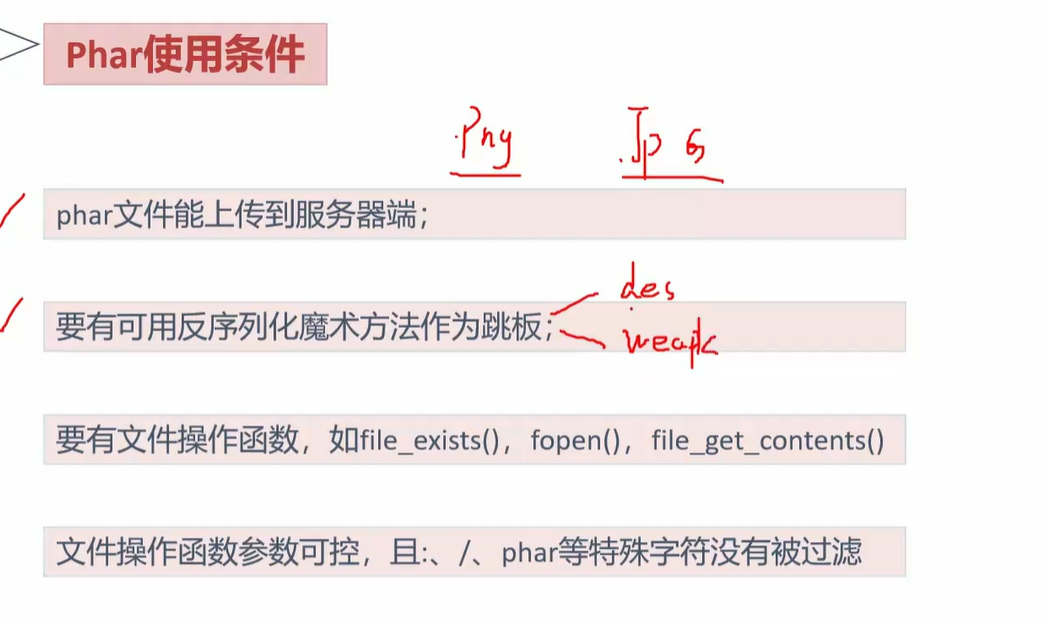 Phar使用条件
.Png .Jp G
phar文件能上传到服务器端;
des
要有可用反序列化魔术方法作为跳板;
weapk
要有文件操作函数，如file_exists()，fopen()，file_get_contents()
文件操作函数参数可控，且:、/、phar等特殊字符没有被过滤